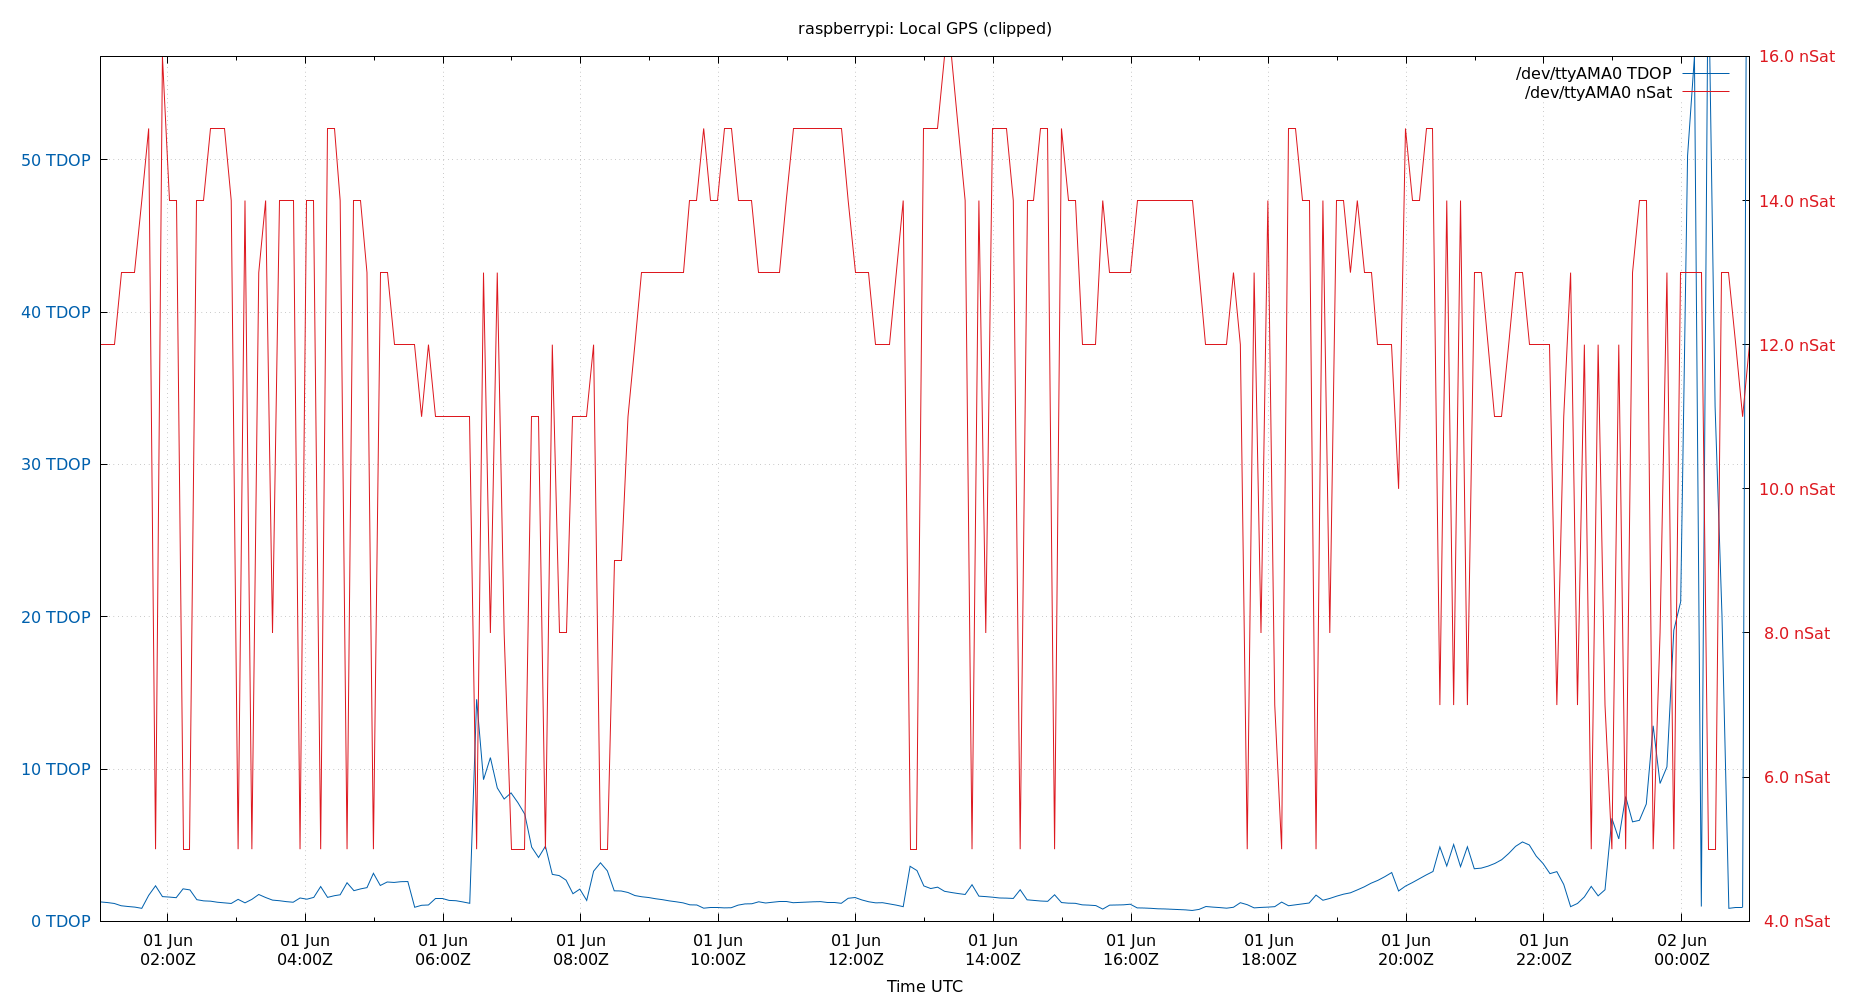 raspberrypi: Local GPS (clipped)
/dev/ttyAMA0 TDOP
/dev/ttyAMA0 nSat
50 TDOP
40 TDOP
30 TDOP
20 TDOP
10 TDOP
0 TDOP
16.0 nSat
14.0 nSat
12.0 nSat
10.0 nSat
8.0 nSat
6.0 nSat
4.0 nSat
01 Jun
02:00Z
01 Jun
04:00Z
01 Jun
06:00Z
01 Jun
08:00Z
01 Jun
10:00Z
01 Jun
12:00Z
01 Jun
14:00Z
01 Jun
16:00Z
01 Jun
18:00Z
01 Jun
20:00Z
01 Jun
22:00Z
02 Jun
00:00Z
Time UTC